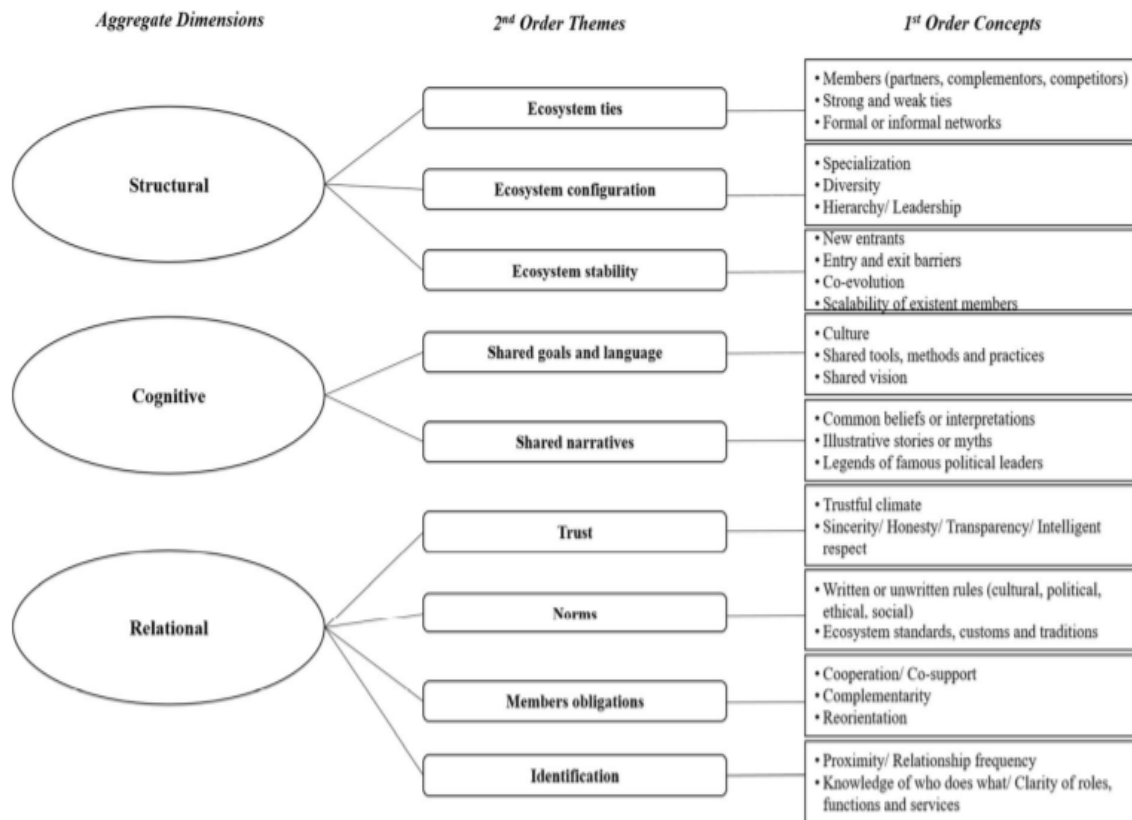 Aggregate Dimensions
2nd Order Themes
1st Order Concepts
Structural
Ecosystem ties
• Members (partners, complementors, competitors)
• Strong and weak ties
• Formal or informal networks
Ecosystem configuration
• Specialization
• Diversity
• Hierarchy/ Leadership
Ecosystem stability
• New entrants
• Entry and exit barriers
• Co-evolution
• Scalability of existent members
Cognitive
Shared goals and language
• Culture
• Shared tools, methods and practices
• Shared vision
Shared narratives
• Common beliefs or interpretations
• Illustrative stories or myths
• Legends of famous political leaders
Relational
Trust
• Trustful climate
• Sincerity/ Honesty/ Transparency/ Intelligent
respect
Norms
• Written or unwritten rules (cultural, political,
ethical, social)
• Ecosystem standards, customs and traditions
Members obligations
• Cooperation/ Co-support
• Complementarity
• Reorientation
Identification
• Proximity/ Relationship frequency
• Knowledge of who does what/ Clarity of roles,
functions and services